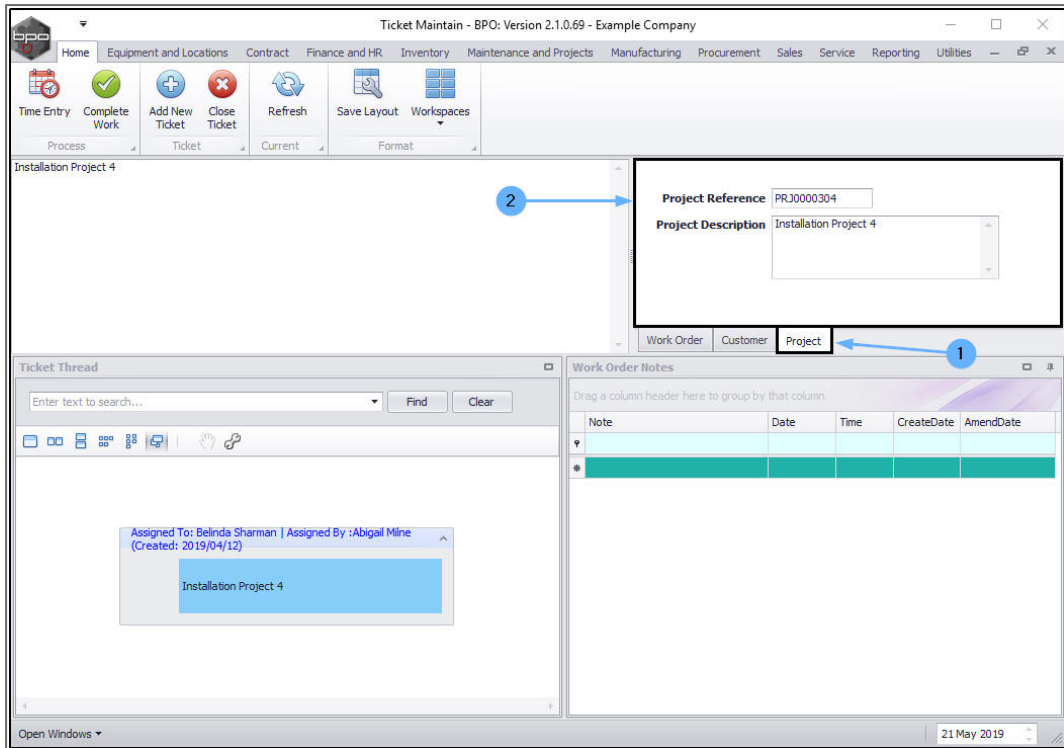 bpo
Ticket Maintain - BPO: Version 2.1.0.69 - Example Company
Home Equipment and Locations Contract Finance and HR Inventory Maintenance and Projects Manufacturing Procurement Sales Service Reporting Utilities
Time Entry Complete Work Add New Ticket Close Ticket Refresh Save Layout Workspaces
Process Ticket Current Format
Installation Project 4
2
Project Reference PRJ0000304
Project Description Installation Project 4
Work Order Customer Project
1
Ticket Thread
Enter text to search... Find Clear
Assigned To: Belinda Sharman | Assigned By :Abigail Milne
(Created: 2019/04/12)
Installation Project 4
Work Order Notes
Drag a column header here to group by that column
Note Date Time CreateDate AmendDate
Open Windows 21 May 2019